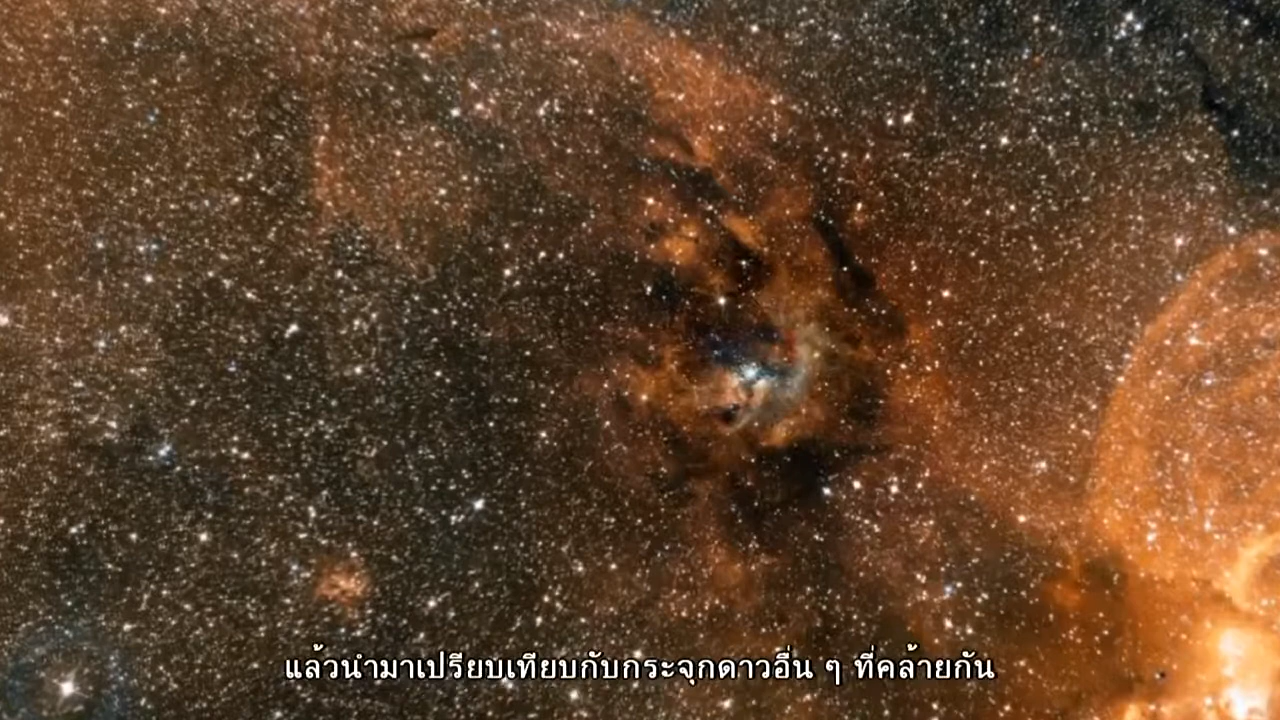 แล้วนำมาเปรียบเทียบกับกระจุกดาวอื่น ๆ ที่คล้ายกัน